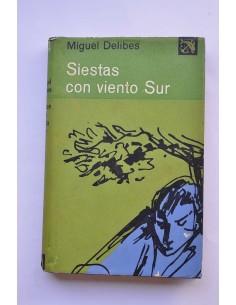 Miguel Delibes
Siestas
con viento Sur